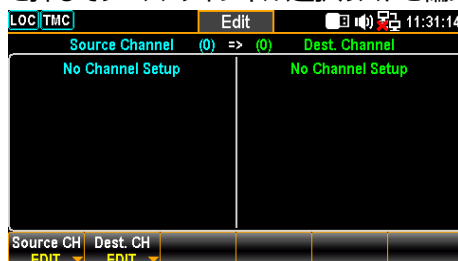 LOC TMC Edit 11:31:14
Source Channel (0) => (0) Dest. Channel
No Channel Setup No Channel Setup
Source CH Dest. CH
EDIT EDIT